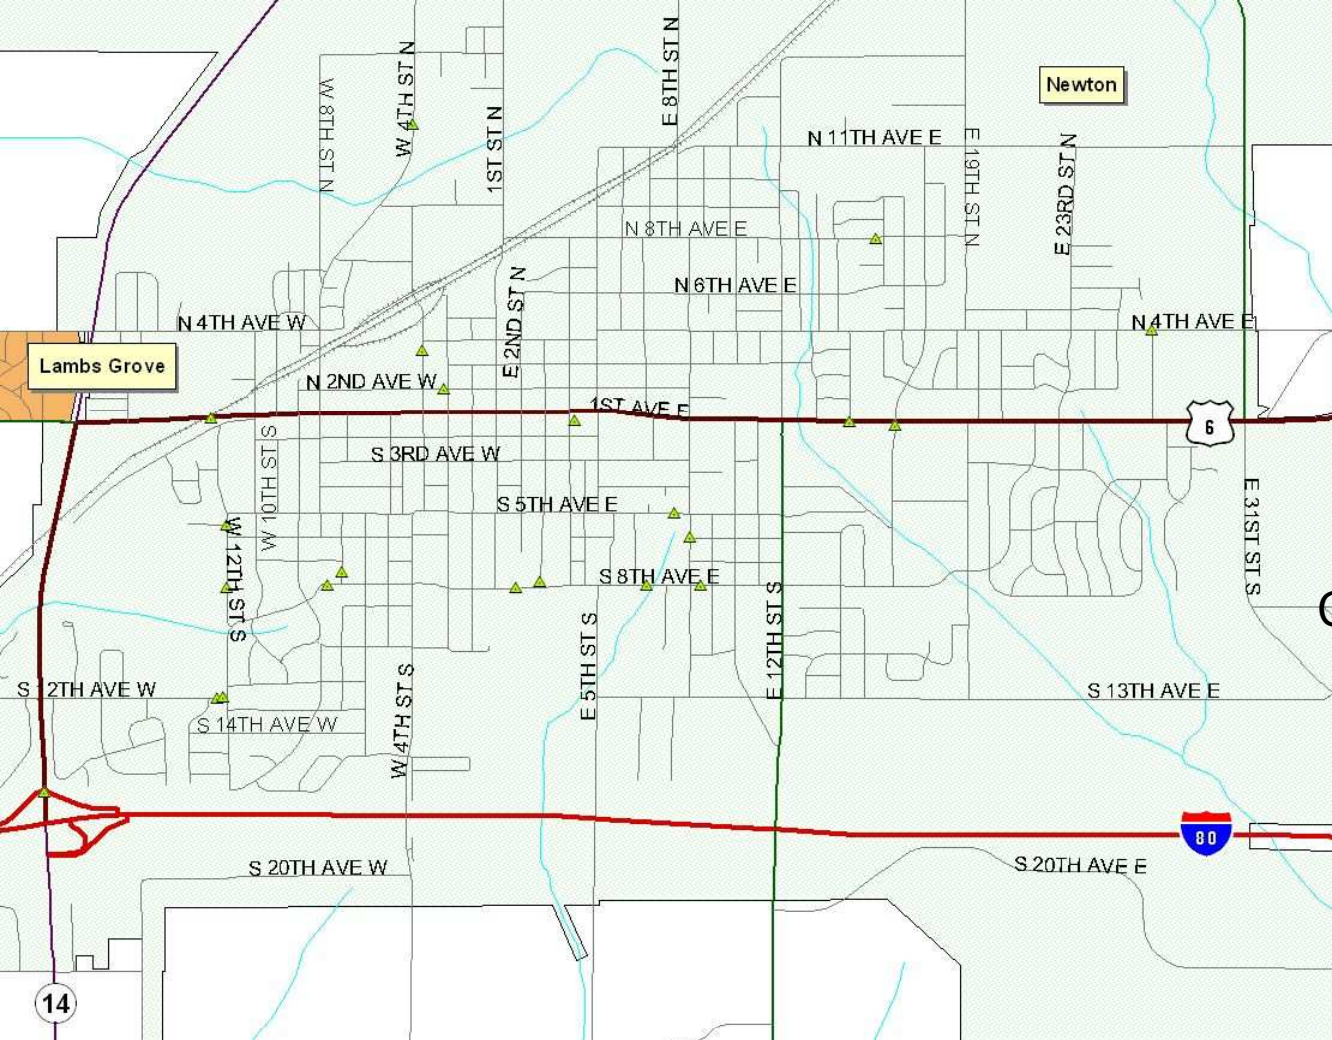 Newton
W 8TH ST N
W 4TH ST N
1ST ST N
E 8TH ST N
N 11TH AVE E
E 19TH ST N
E 23RD ST N
N 8TH AVE E
N 6TH AVE E
E 2ND ST N
N 4TH AVE W
N 4TH AVE E
Lambs Grove
N 2ND AVE W
1ST AVE E
6
S 3RD AVE W
W 10TH ST S
S 5TH AVE E
E 31ST ST S
W 12TH ST S
S 8TH AVE E
E 5TH ST S
E 12TH ST S
W 4TH ST S
S 12TH AVE W
S 13TH AVE E
S 14TH AVE W
80
S 20TH AVE W
S 20TH AVE E
14